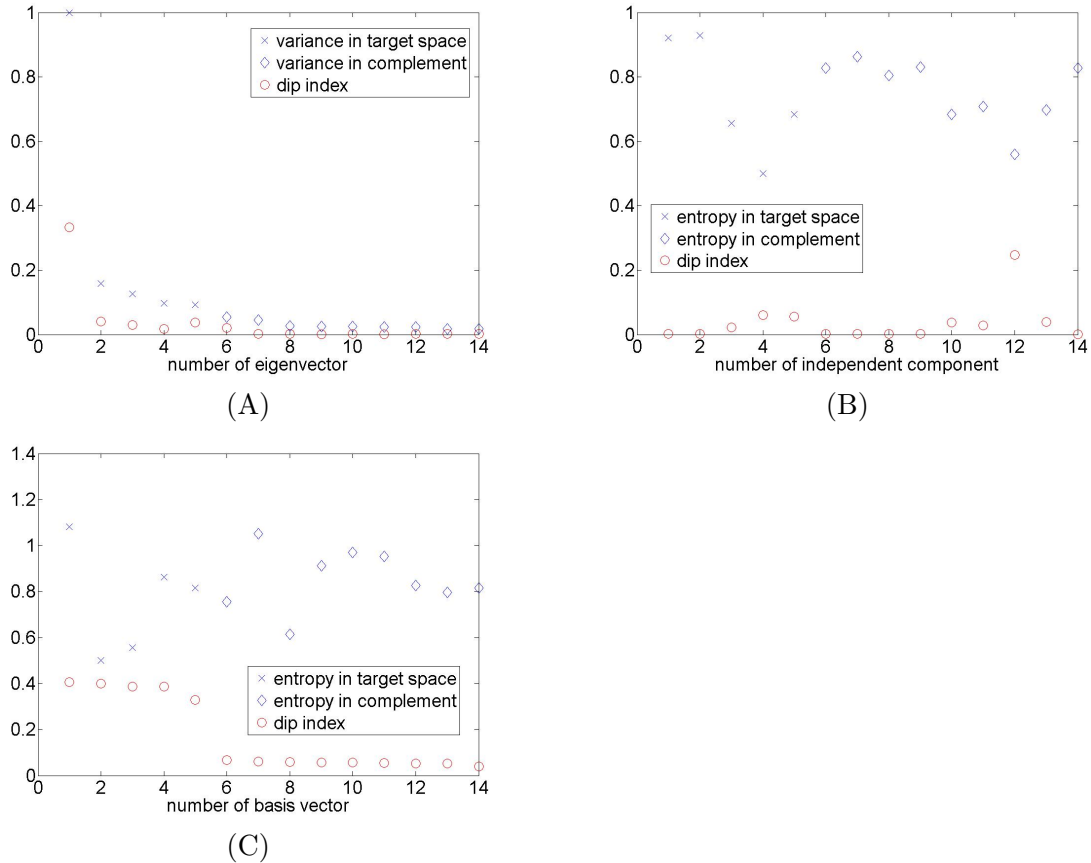 1
0.8
0.6
0.4
0.2
0
0 2 4 6 8 10 12 14
variance in target space
variance in complement
dip index
number of eigenvector
(A)
1
0.8
0.6
0.4
0.2
0
0 2 4 6 8 10 12 14
entropy in target space
entropy in complement
dip index
number of independent component
(B)
1.4
1.2
1
0.8
0.6
0.4
0.2
0
0 2 4 6 8 10 12 14
entropy in target space
entropy in complement
dip index
number of basis vector
(C)